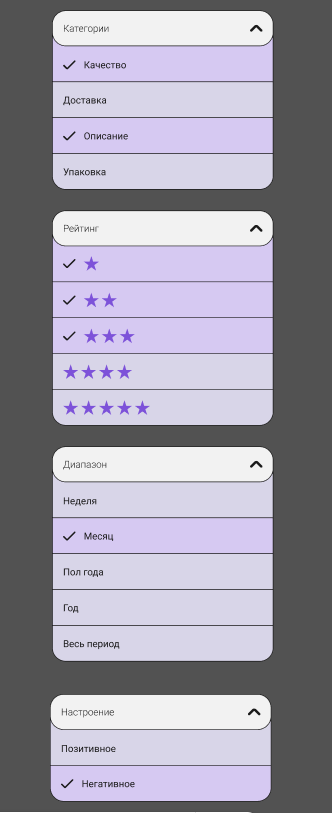 Категории
Качество
Доставка
Описание
Упаковка
Рейтинг
Диапазон
Неделя
Месяц
Пол года
Год
Весь период
Настроение
Позитивное
Негативное